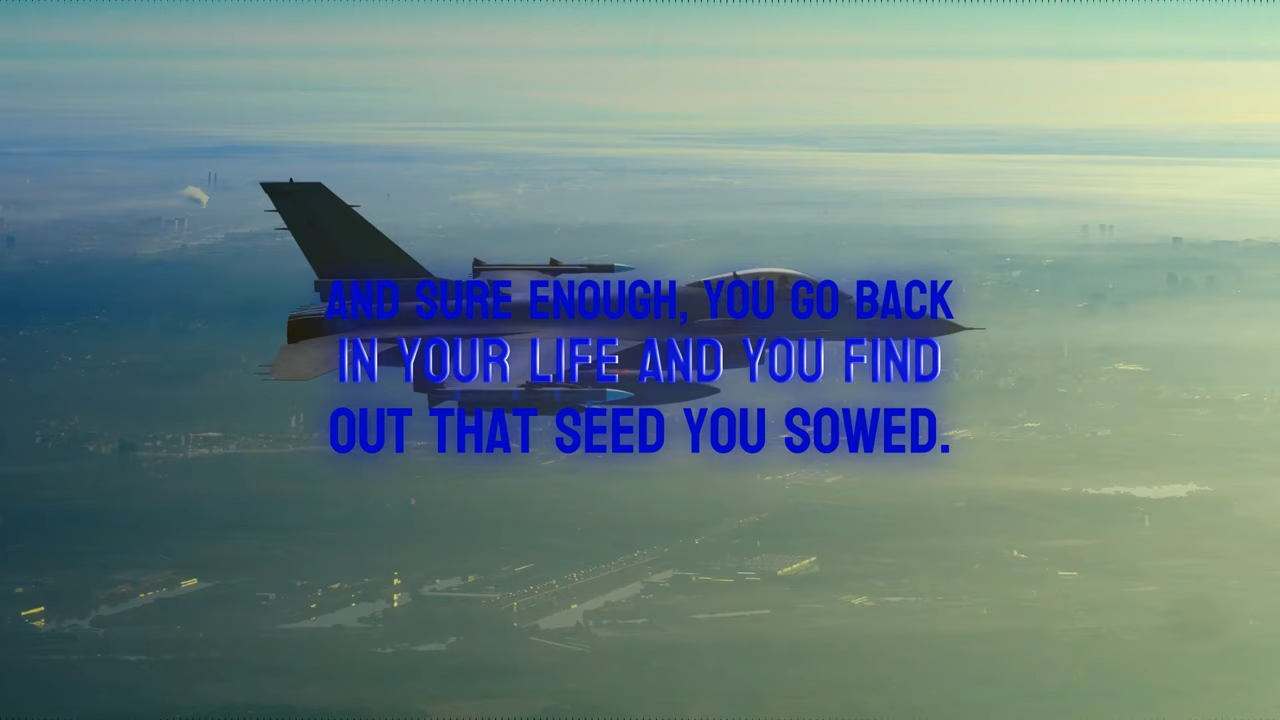 AND SURE ENOUGH, YOU GO BACK
IN YOUR LIFE AND YOU FIND
OUT THAT SEED YOU SOWED.